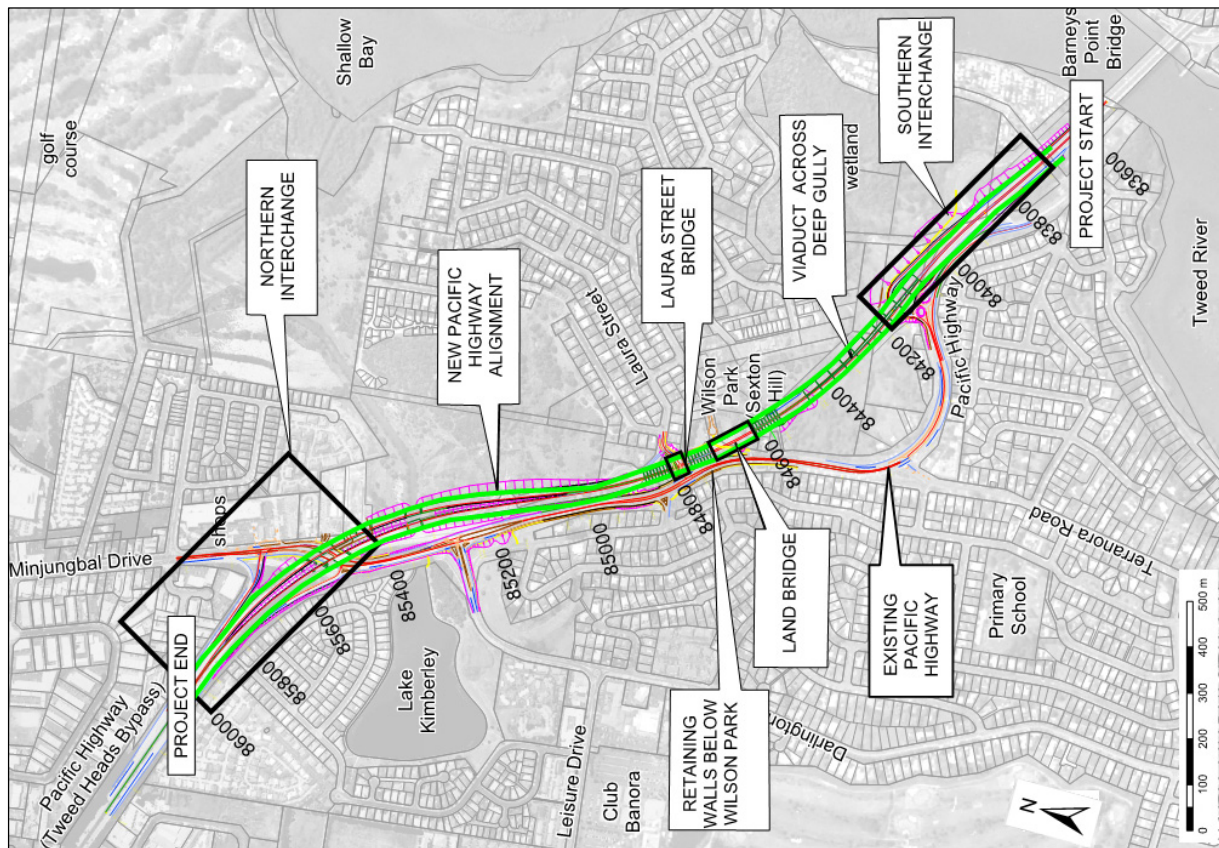 golf
course
Shallow
Bay
NORTHERN
INTERCHANGE
NEW PACIFIC
HIGHWAY
ALIGNMENT
LAURA STREET
BRIDGE
VIADUCT ACROSS
DEEP GULLY
SOUTHERN
INTERCHANGE
wetland
Barneys
Point
Bridge
PROJECT START
Laura Street
Wilson
Park
(Sexton
Hill)
shops
Minjungbal Drive
PROJECT END
Pacific Highway
(Tweed Heads Bypass)
86000
85800
85600
85400
85200
85000
84800
84600
84400
84200
84000
83800
83600
Pacific Highway
Tweed River
Lake
Kimberley
Leisure Drive
Club
Banora
RETAINING
WALLS BELOW
WILSON PARK
LAND BRIDGE
EXISTING
PACIFIC
HIGHWAY
Darlington
Primary
School
Terranora Road
N
0 100 200 300 500 m